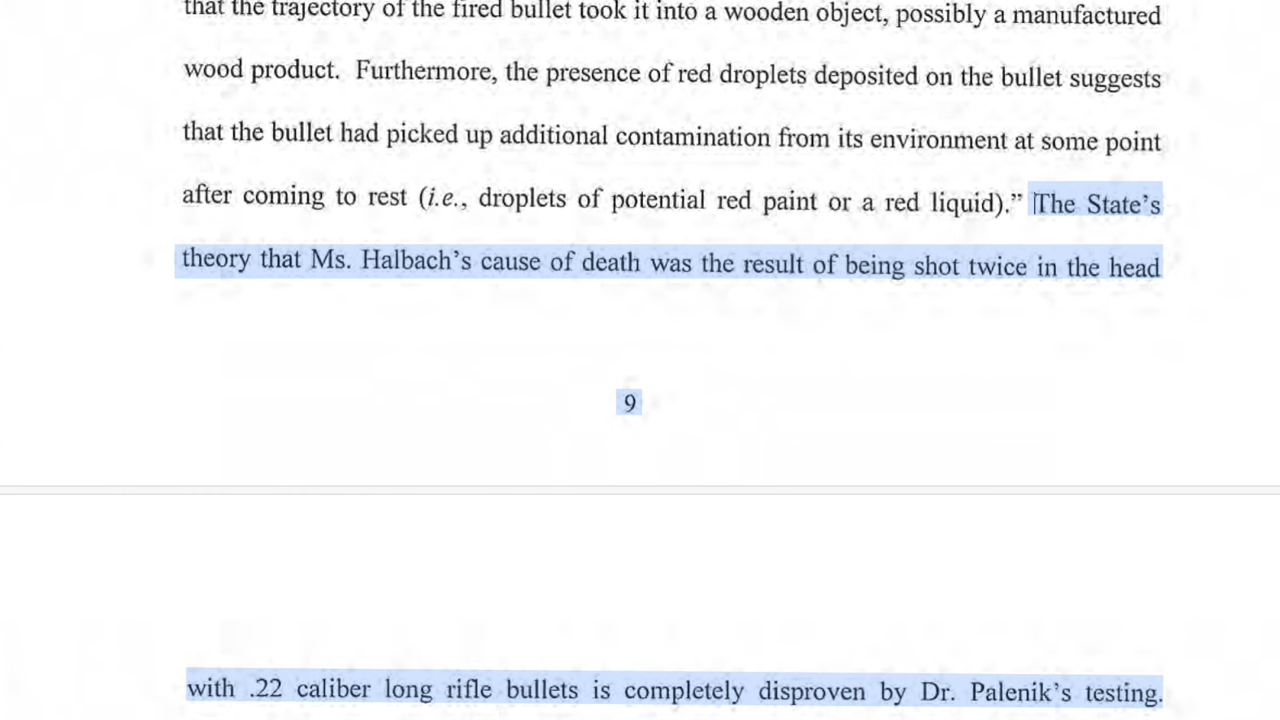 that the trajectory of the fired bullet took it into a wooden object, possibly a manufactured
wood product. Furthermore, the presence of red droplets deposited on the bullet suggests
that the bullet had picked up additional contamination from its environment at some point
after coming to rest (i.e., droplets of potential red paint or a red liquid).” The State’s
theory that Ms. Halbach’s cause of death was the result of being shot twice in the head
9
with .22 caliber long rifle bullets is completely disproven by Dr. Palenik’s testing.